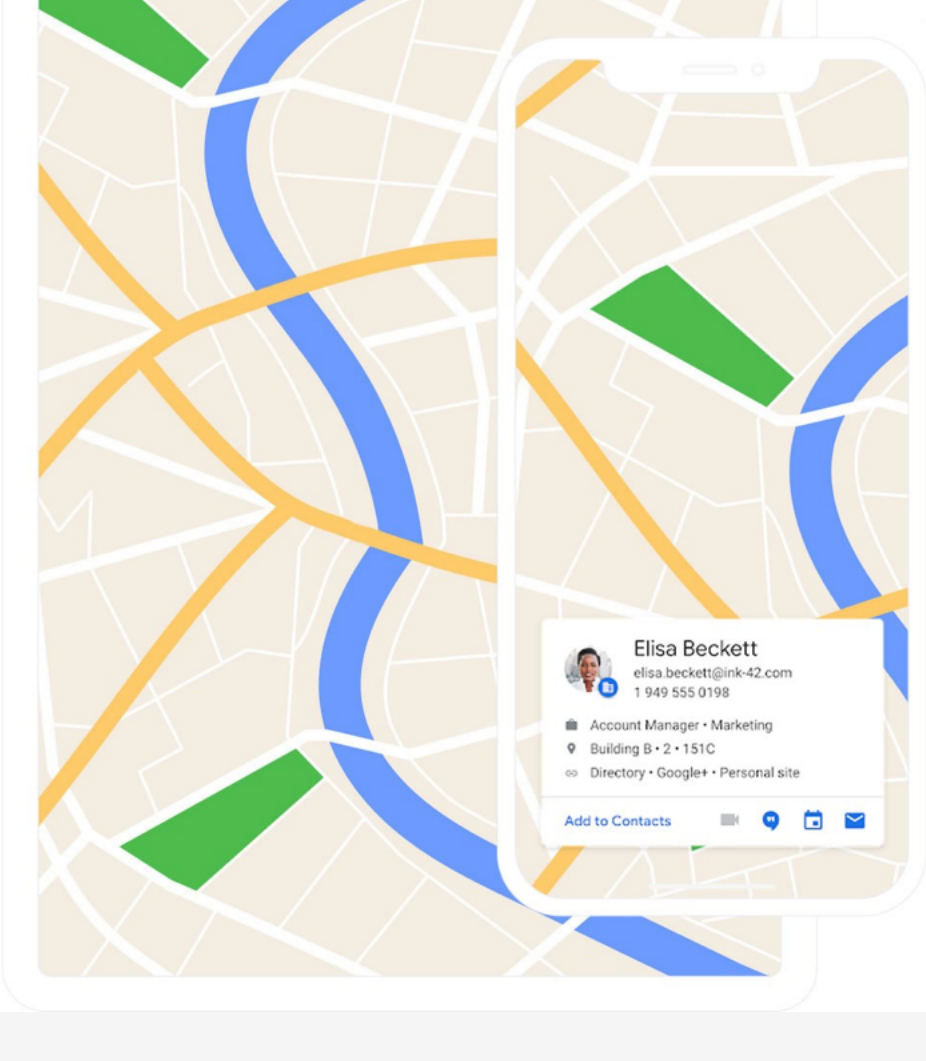 Elisa Beckett
elisa.beckett@ink-42.com
1 949 555 0198
Account Manager • Marketing
Building B • 2 • 151C
Directory • Google+ • Personal site
Add to Contacts